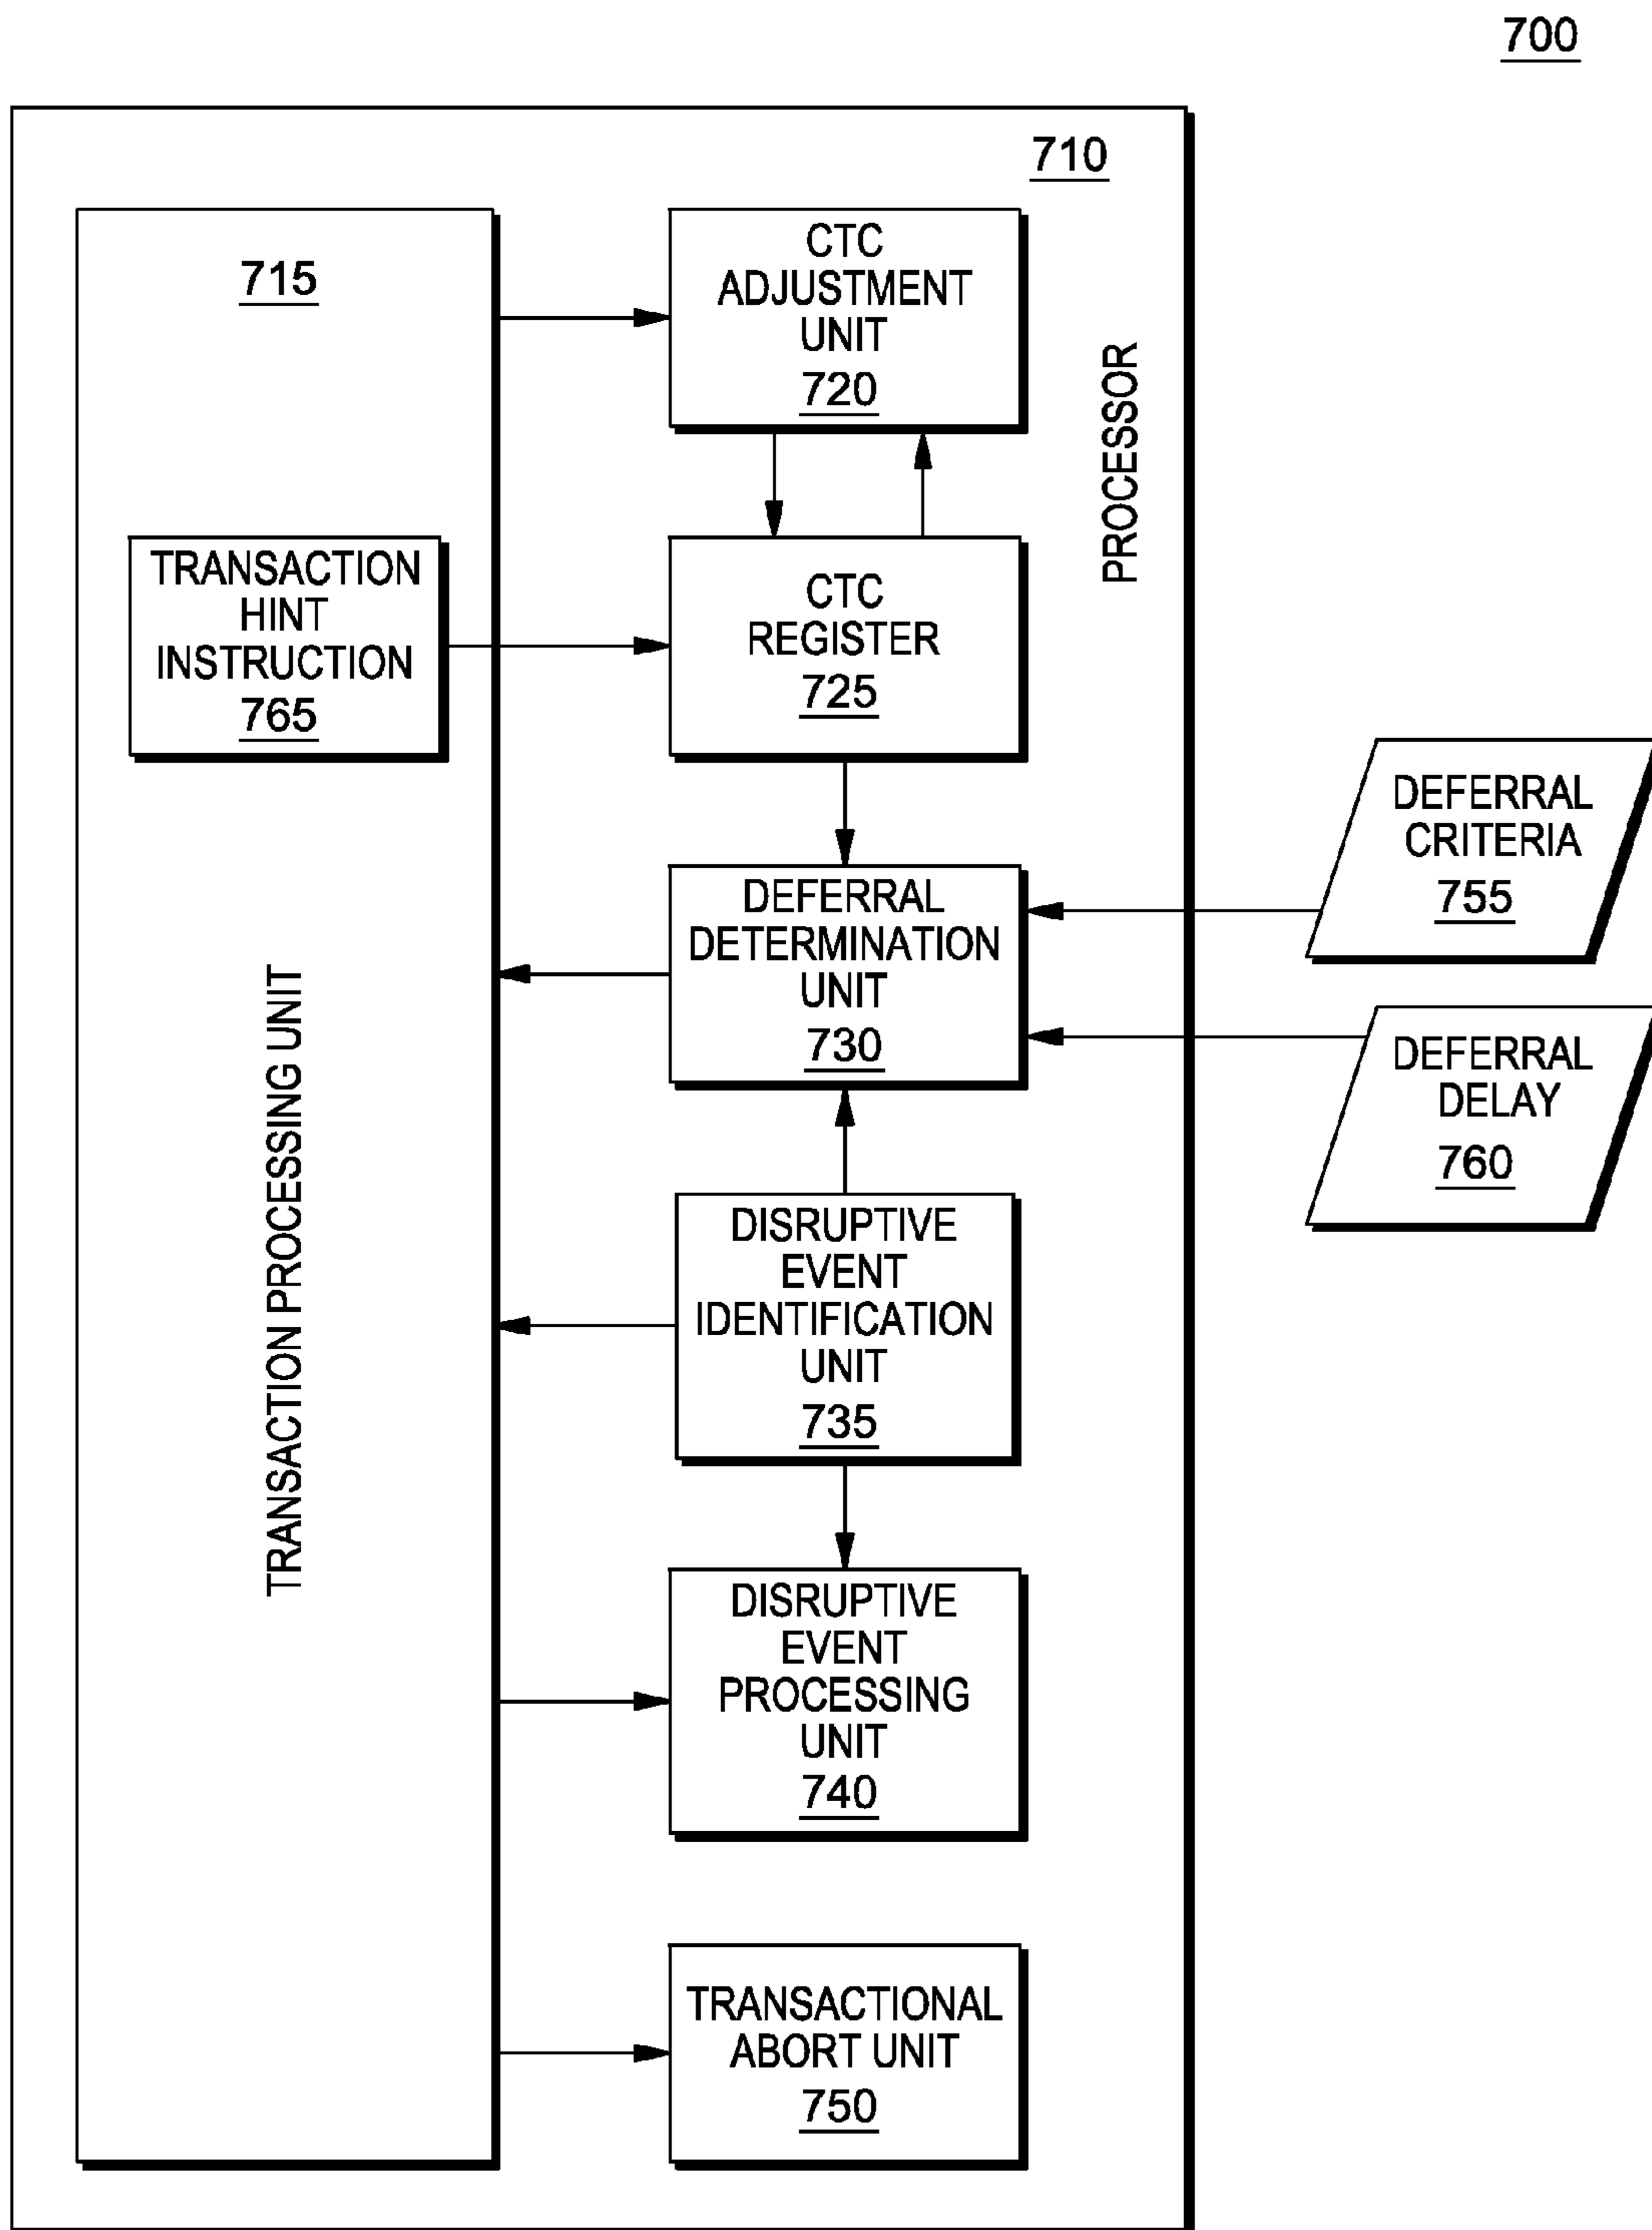 700
710
715
CTC
ADJUSTMENT
UNIT
720
PROCESSOR
TRANSACTION
HINT
INSTRUCTION
765
CTC
REGISTER
725
DEFERRAL
CRITERIA
755
DEFERRAL
DETERMINATION
UNIT
730
DEFERRAL
DELAY
760
TRANSACTION PROCESSING UNIT
DISRUPTIVE
EVENT
IDENTIFICATION
UNIT
735
DISRUPTIVE
EVENT
PROCESSING
UNIT
740
TRANSACTIONAL
ABORT UNIT
750